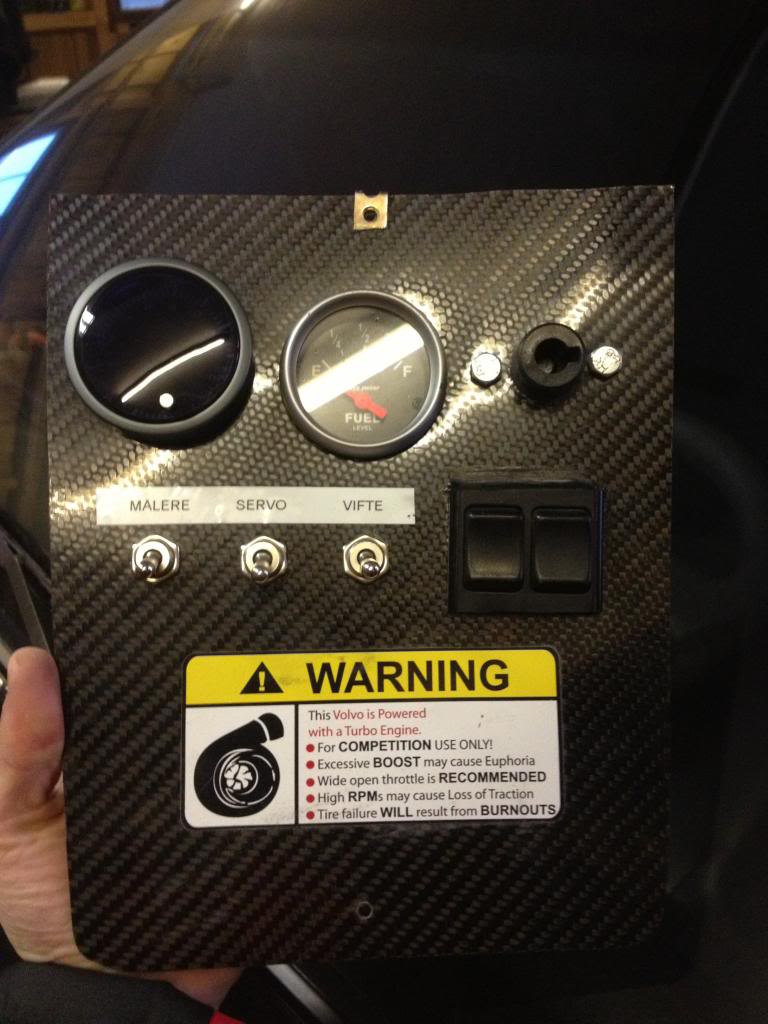 E F
FUEL
LEVEL
MALERE SERVO VIFTE
WARNING
This Volvo is Powered
with a Turbo Engine.
● For COMPETITION USE ONLY!
● Excessive BOOST may cause Euphoria
● Wide open throttle is RECOMMENDED
● High RPMs may cause Loss of Traction
● Tire failure WILL result from BURNOUTS